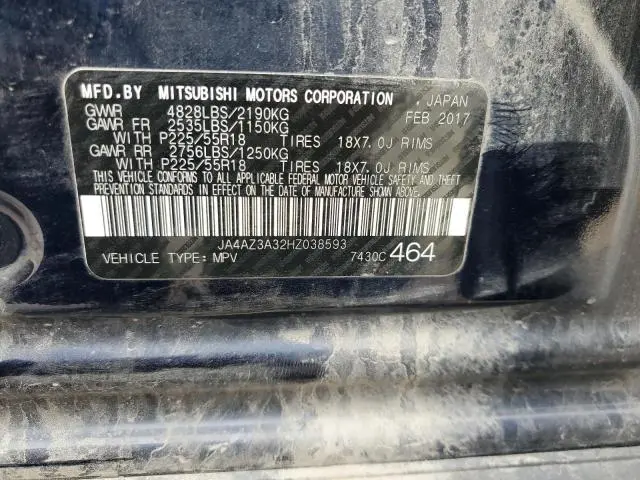 MFD.BY MITSUBISHI MOTORS CORPORATION , JAPAN
GVWR 4828LBS/2190KG FEB 2017
GAWR FR 2535LBS/1150KG
WITH P225/55R18 TIRES 18X7.0J RIMS
GAWR RR 2756LBS/1250KG
WITH P225/55R18 TIRES 18X7.0J RIMS
THIS VEHICLE CONFORMS TO ALL APPLICABLE FEDERAL MOTOR VEHICLE SAFETY AND THEFT
PREVENTION STANDARDS IN EFFECT ON THE DATE OF MANUFACTURE SHOWN ABOVE.
JA4AZ3A32HZ038593
VEHICLE TYPE: MPV 7430C 464